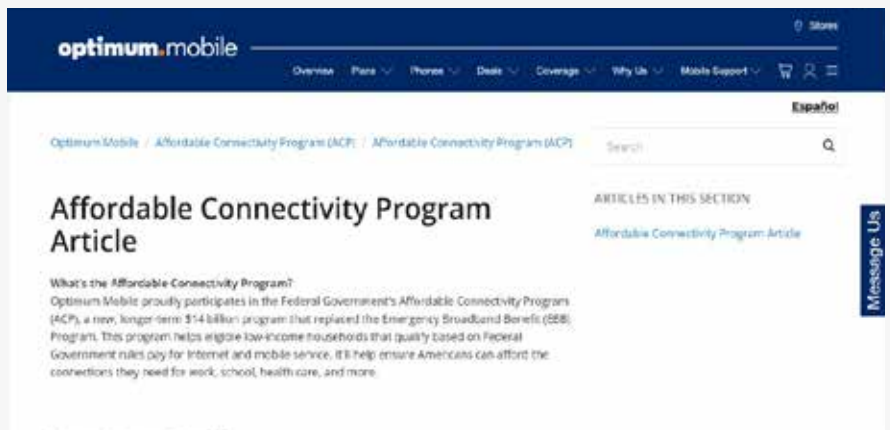 Stores
optimum.mobile
Overview Plans Phones Deals Coverage Why Us Mobile Support
Español
Optimum Mobile / Affordable Connectivity Program (ACP) / Affordable Connectivity Program (ACP)
Search
Affordable Connectivity Program
Article
ARTICLES IN THIS SECTION
Affordable Connectivity Program Article
Message Us
What's the Affordable Connectivity Program?
Optimum Mobile proudly participates in the Federal Government's Affordable Connectivity Program
(ACP), a new, longer-term $14 billion program that replaced the Emergency Broadband Benefit (EBB)
Program. This program helps eligible low-income households that qualify based on Federal
Government rules pay for Internet and mobile service. It'll help ensure Americans can afford the
connections they need for work, school, health care, and more.